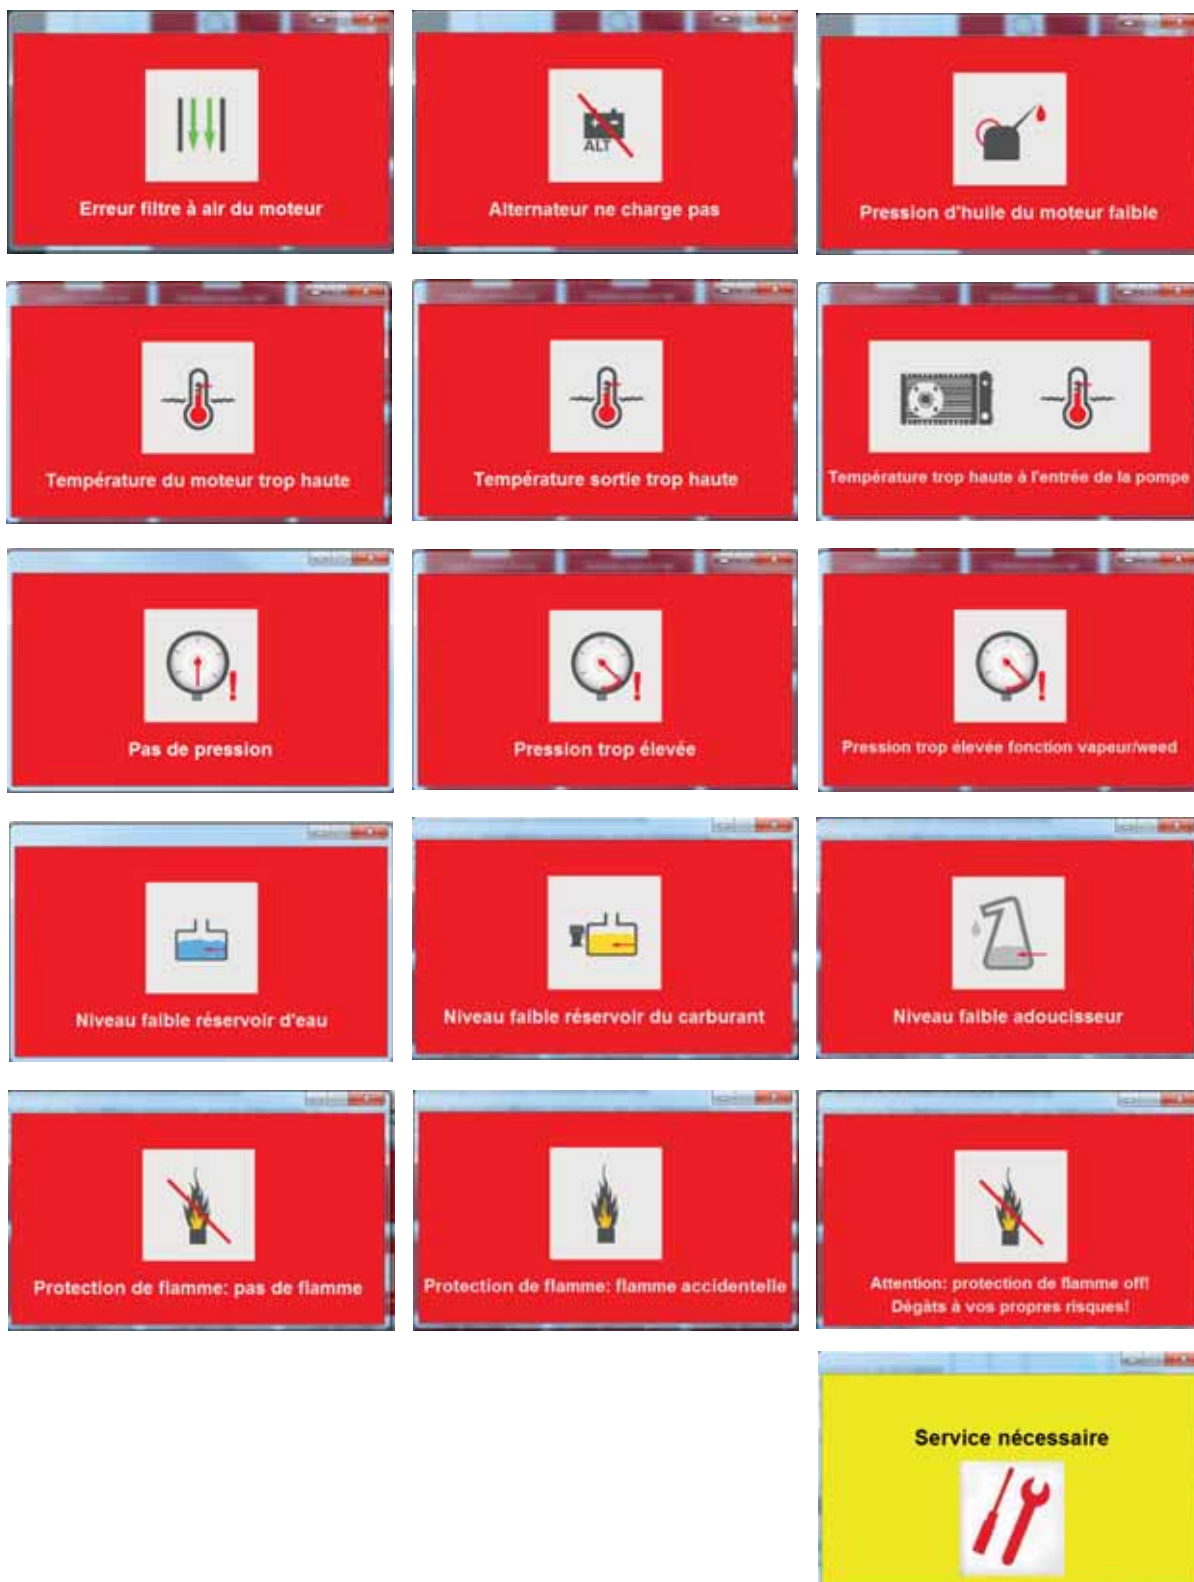 Erreur filtre à air du moteur
ALT
Alternateur ne charge pas
Pression d'huile du moteur faible
Température du moteur trop haute
Température sortie trop haute
Température trop haute à l'entrée de la pompe
Pas de pression
Pression trop élevée
Pression trop élevée fonction vapeur/weed
Niveau faible réservoir d'eau
Niveau faible réservoir du carburant
Niveau faible adoucisseur
Protection de flamme: pas de flamme
Protection de flamme: flamme accidentelle
Attention: protection de flamme off!
Dégâts à vos propres risques!
Service nécessaire